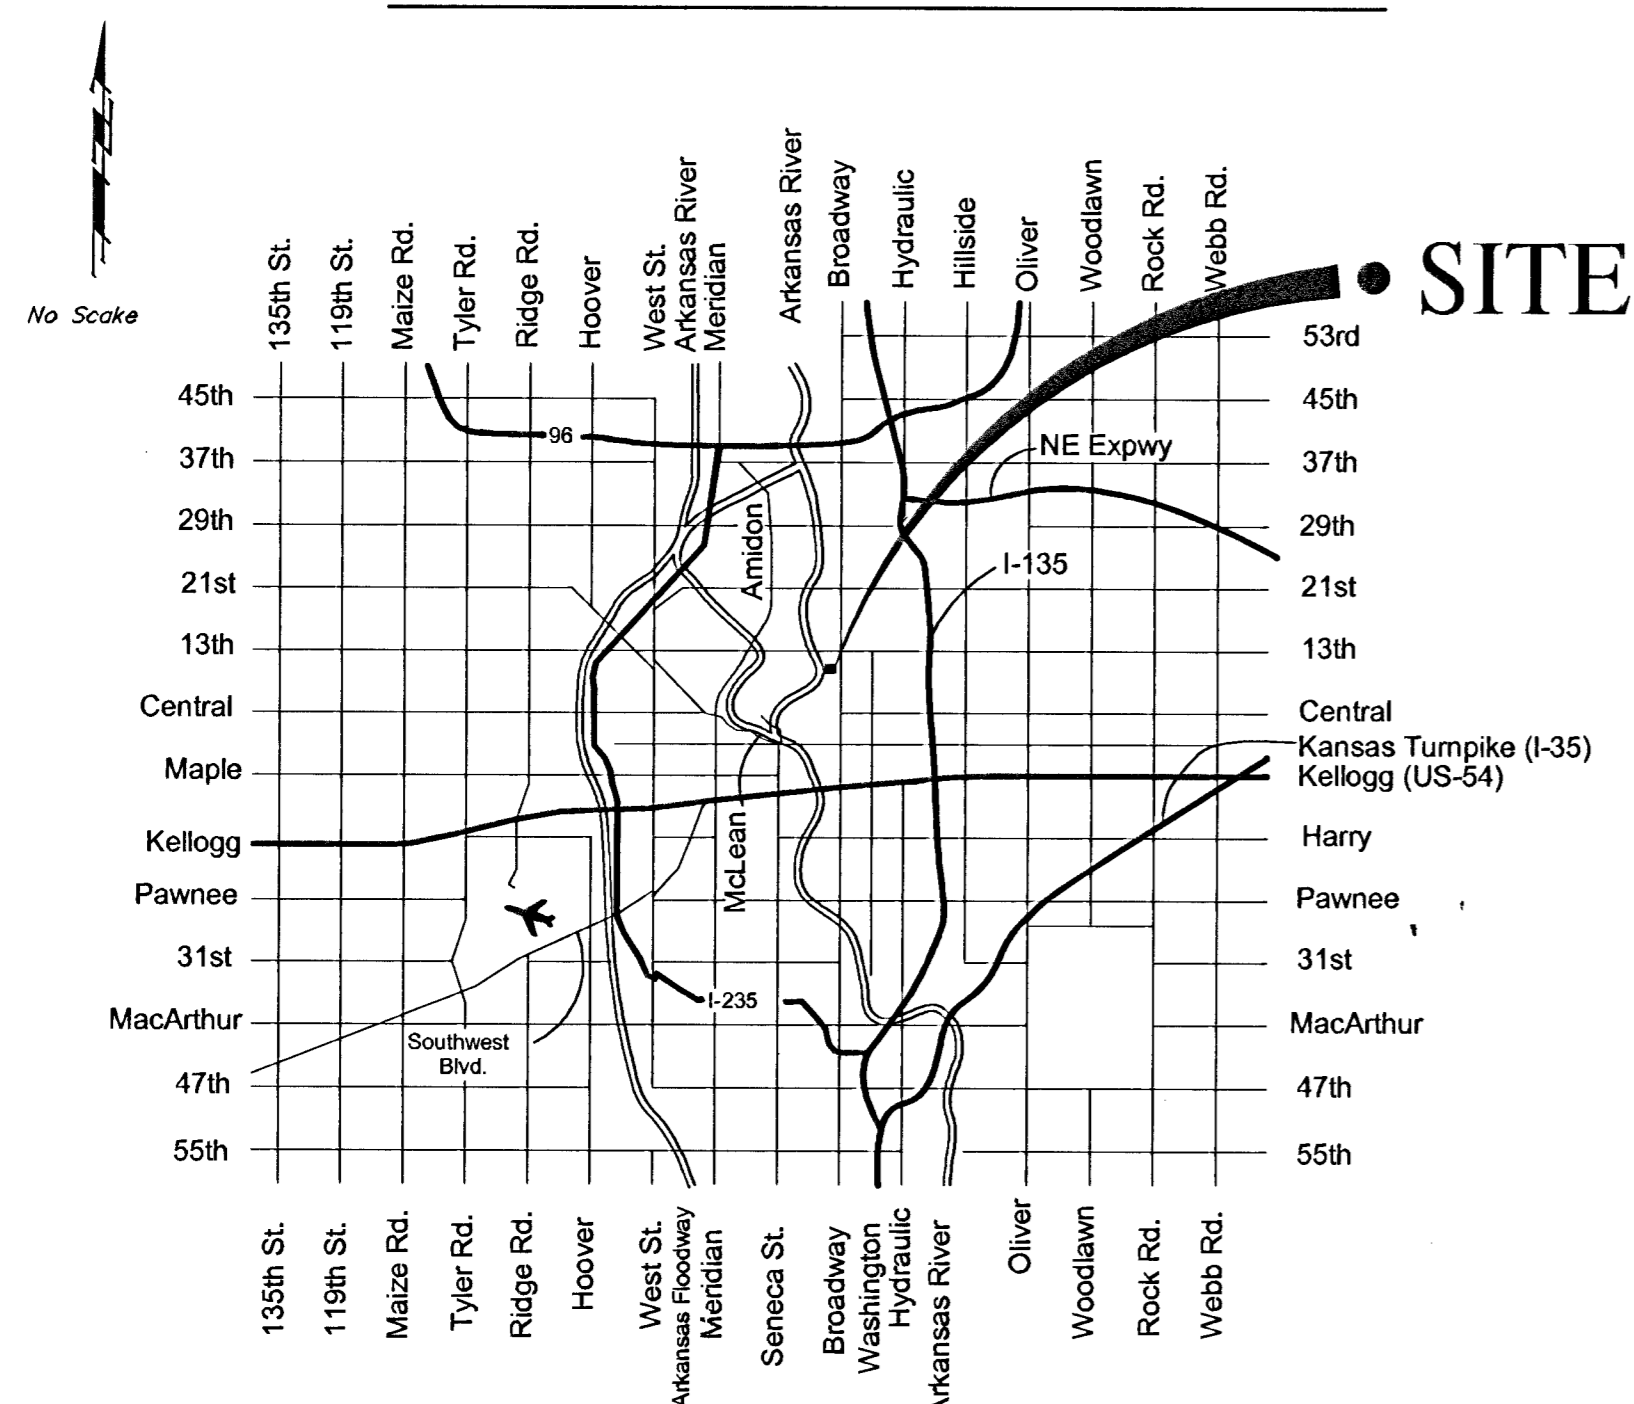 No Scake
135th St.
119th St.
Maize Rd.
Tyler Rd.
Ridge Rd.
Hoover
West St.
Arkansas River
Meridian
Arkansas River
Broadway
Hydraulic
Hillside
Oliver
Woodlawn
Rock Rd.
Webb Rd.
SITE
53rd
45th
45th
96
NE Expwy
37th
37th
29th
29th
Amidon
I-135
21st
21st
13th
13th
Central
Central
Kansas Turnpike (I-35)
Maple
Kellogg (US-54)
Kellogg
Harry
McLean
Pawnee
Pawnee
31st
31st
I-235
MacArthur
MacArthur
Southwest
Blvd.
47th
47th
55th
55th
135th St.
119th St.
Maize Rd.
Tyler Rd.
Ridge Rd.
Hoover
West St.
Arkansas Floodway
Meridian
Seneca St.
Broadway
Washington
Hydraulic
Arkansas River
Oliver
Woodlawn
Rock Rd.
Webb Rd.